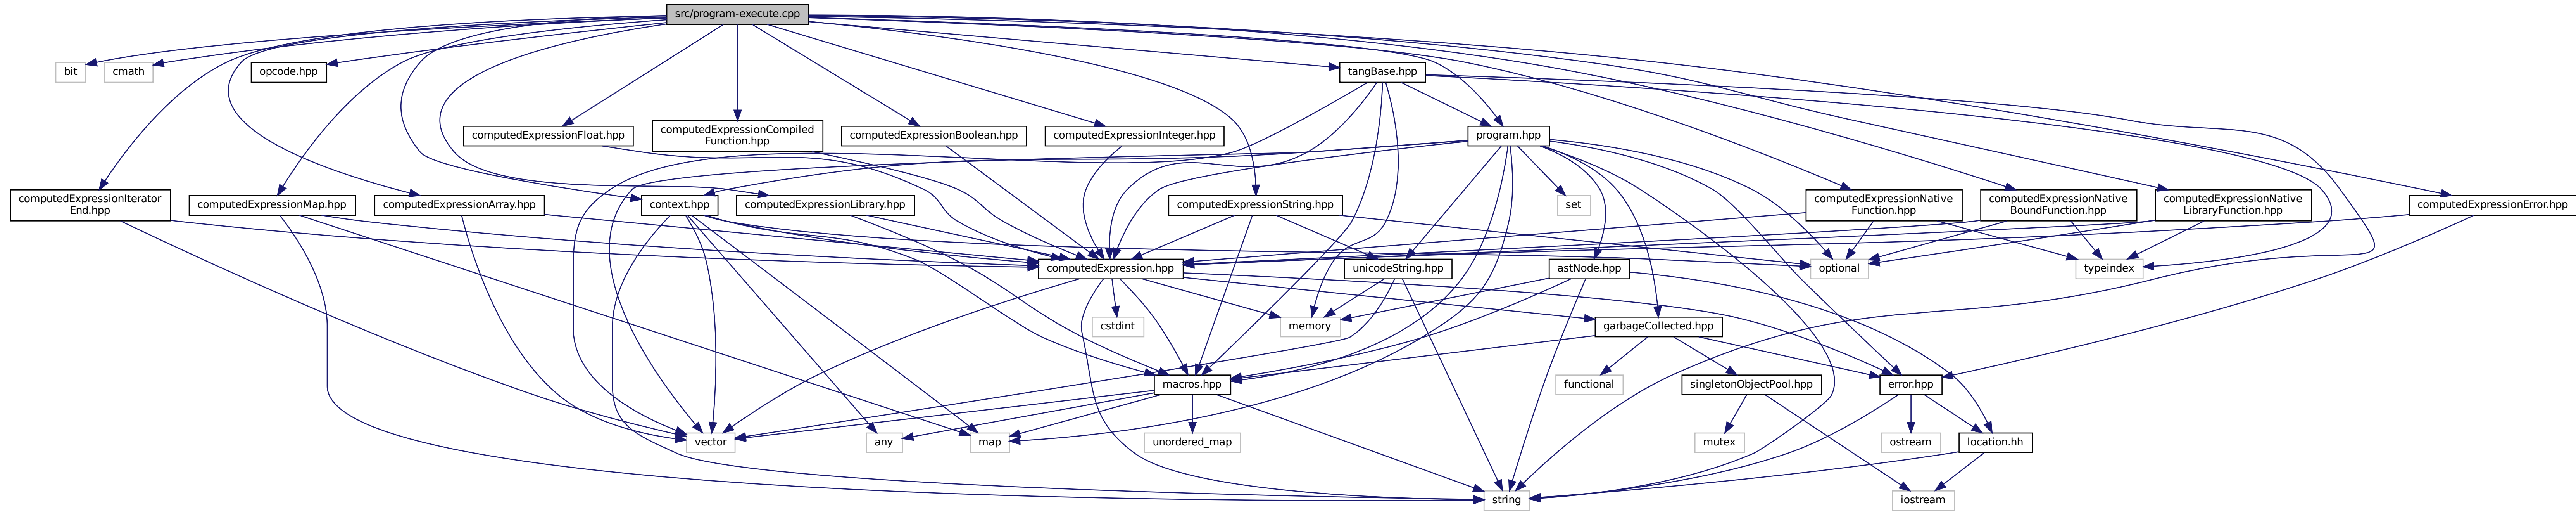 src/program-execute.cpp
bit
cmath
opcode.hpp
tangBase.hpp
computedExpressionFloat.hpp
computedExpressionCompiled
Function.hpp
computedExpressionBoolean.hpp
computedExpressionInteger.hpp
program.hpp
computedExpressionIterator
End.hpp
computedExpressionMap.hpp
computedExpressionArray.hpp
context.hpp
computedExpressionLibrary.hpp
computedExpressionString.hpp
set
computedExpressionNative
Function.hpp
computedExpressionNative
BoundFunction.hpp
computedExpressionNative
LibraryFunction.hpp
computedExpressionError.hpp
computedExpression.hpp
unicodeString.hpp
astNode.hpp
optional
typeindex
cstdint
memory
garbageCollected.hpp
macros.hpp
functional
singletonObjectPool.hpp
error.hpp
vector
any
map
unordered_map
mutex
ostream
location.hh
string
iostream